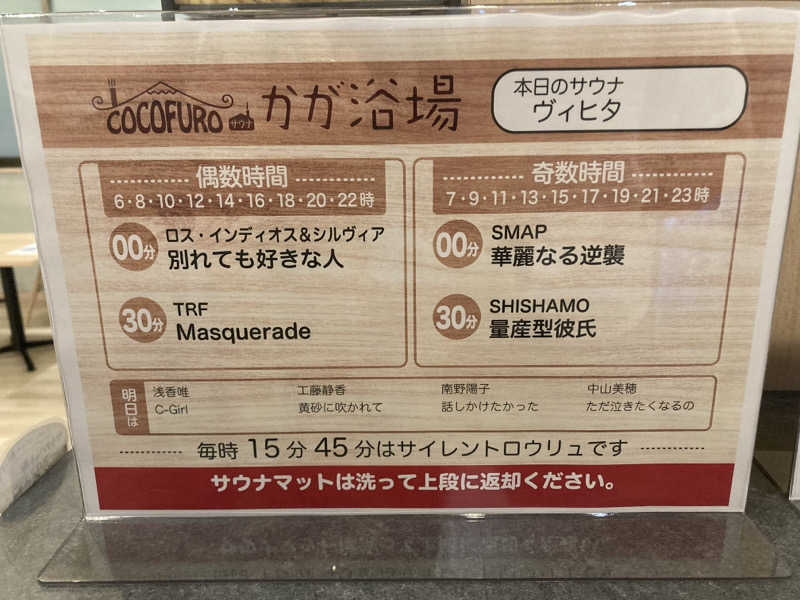 COCOFURO サウナ かが浴場
本日のサウナ
ヴィヒタ
偶数時間
6・8・10・12・14・16・18・20・22時
00分 ロス・インディオス&シルヴィア
別れても好きな人
30分 TRF
Masquerade
奇数時間
7・9・11・13・15・17・19・21・23時
00分 SMAP
華麗なる逆襲
30分 SHISHAMO
量産型彼氏
明日は
浅香唯
C-Girl
工藤静香
黄砂に吹かれて
南野陽子
話しかけたかった
中山美穂
ただ泣きたくなるの
毎時 15分 45分はサイレントロウリュです
サウナマットは洗って上段に返却ください。